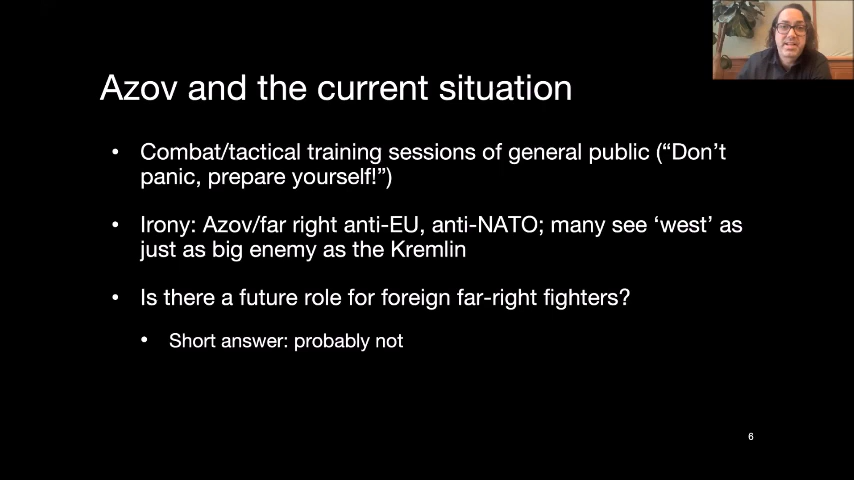 Azov and the current situation
• Combat/tactical training sessions of general public (“Don’t
panic, prepare yourself!”)
• Irony: Azov/far right anti-EU, anti-NATO; many see ‘west’ as
just as big enemy as the Kremlin
• Is there a future role for foreign far-right fighters?
• Short answer: probably not
6